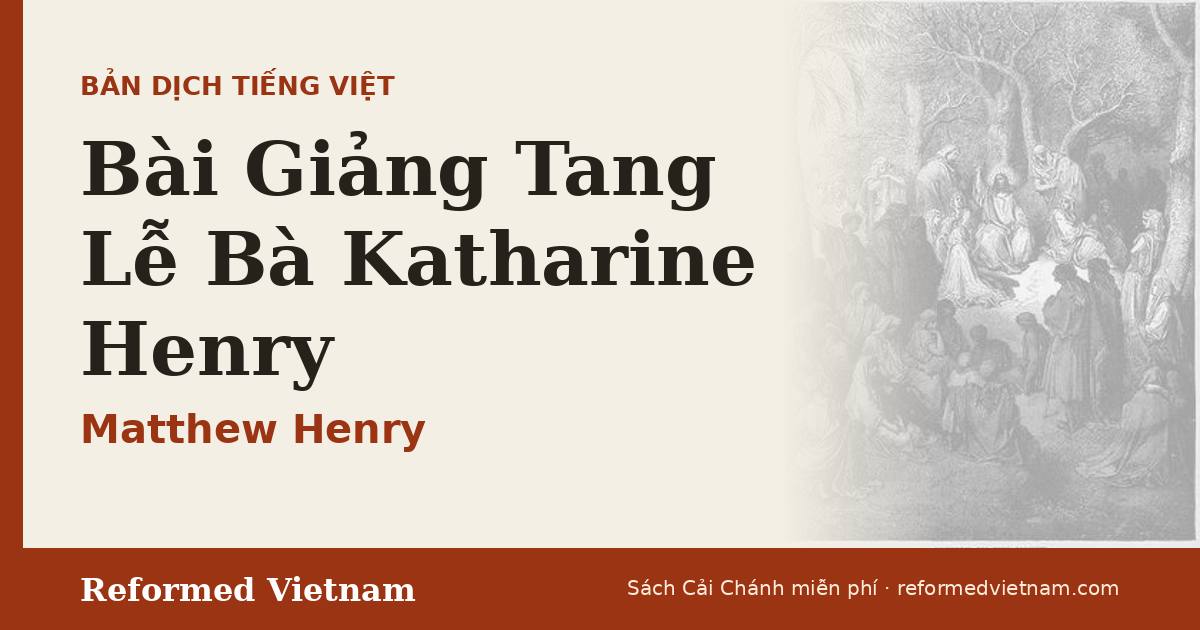 BẢN DỊCH TIẾNG VIỆT
Bài Giảng Tang
Lễ Bà Katharine
Henry
Matthew Henry
Reformed Vietnam
Sách Cải Chánh miễn phí · reformedvietnam.com